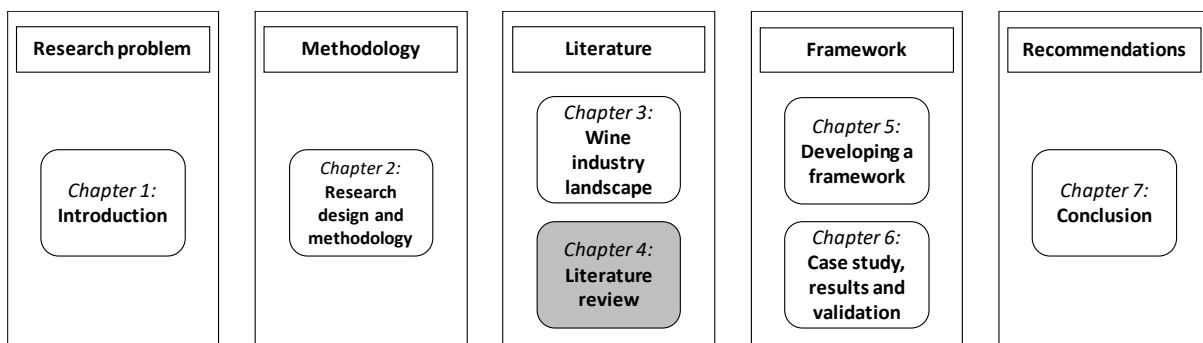 Research problem
Chapter 1:
Introduction
Methodology
Chapter 2:
Research
design and
methodology
Literature
Chapter 3:
Wine
industry
landscape
Chapter 4:
Literature
review
Framework
Chapter 5:
Developing a
framework
Chapter 6:
Case study,
results and
validation
Recommendations
Chapter 7:
Conclusion